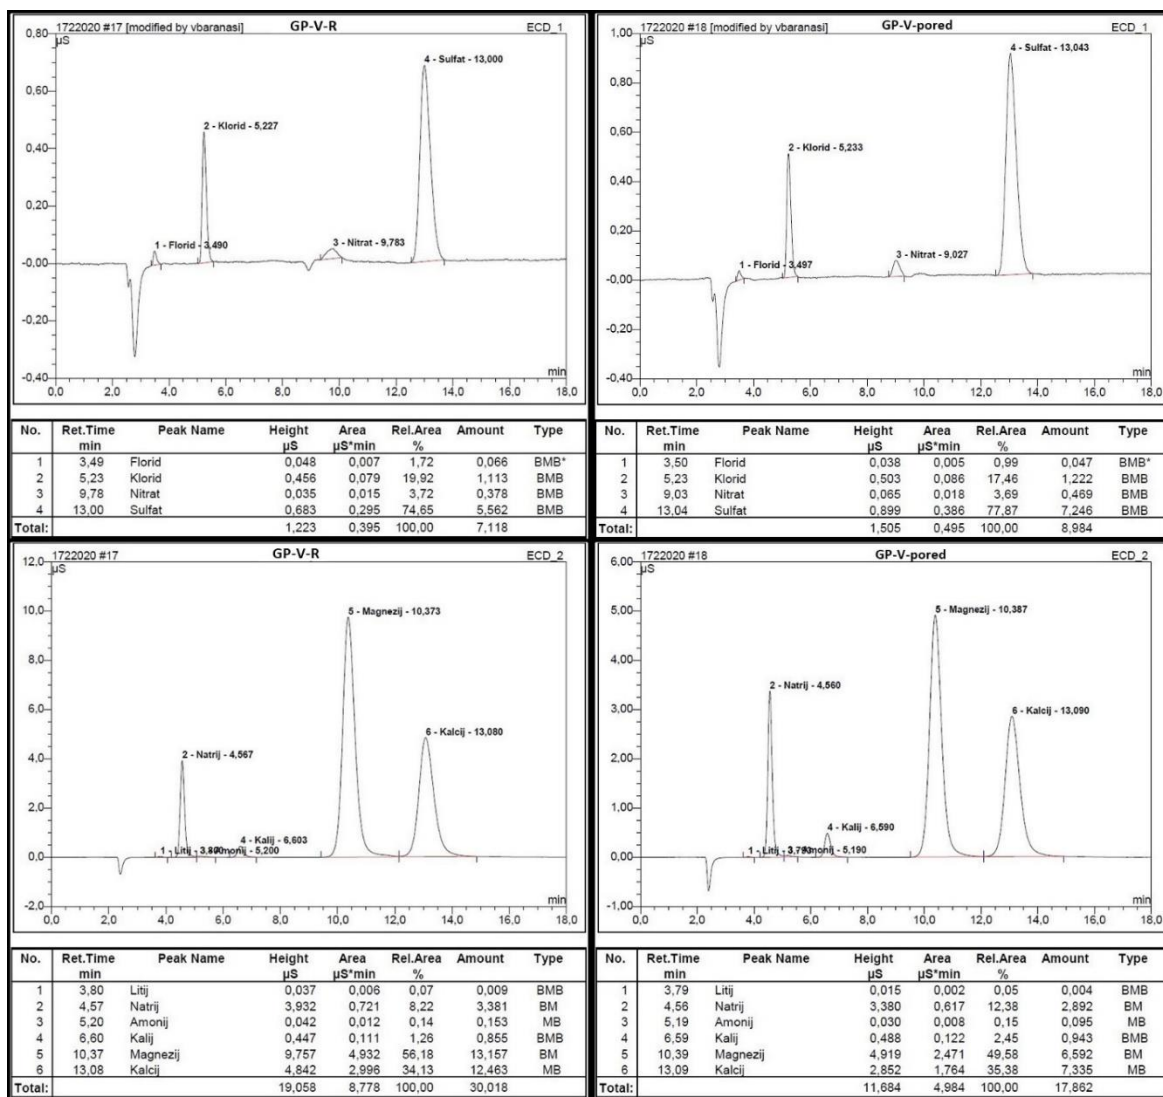 1722020 #17 [modified by vbaranasi] GP-V-R ECD_1
µS
0,80
0,60
0,40
0,20
-0,00
-0,20
-0,40
1 - Florid - 3,490
2 - Klorid - 5,227
3 - Nitrat - 9,783
4 - Sulfat - 13,000
min
0,0 2,0 4,0 6,0 8,0 10,0 12,0 14,0 16,0 18,0
No. Ret.Time Peak Name Height Area Rel.Area Amount Type
min µS µS*min %
1 3,49 Florid 0,048 0,007 1,72 0,066 BMB*
2 5,23 Klorid 0,456 0,079 19,92 1,113 BMB
3 9,78 Nitrat 0,035 0,015 3,72 0,378 BMB
4 13,00 Sulfat 0,683 0,295 74,65 5,562 BMB
Total: 1,223 0,395 100,00 7,118
1722020 #18 [modified by vbaranasi] GP-V-pored ECD_1
µS
1,00
0,80
0,60
0,40
0,20
-0,00
-0,20
-0,40
1 - Florid - 3,497
2 - Klorid - 5,233
3 - Nitrat - 9,027
4 - Sulfat - 13,043
min
0,0 2,0 4,0 6,0 8,0 10,0 12,0 14,0 16,0 18,0
No. Ret.Time Peak Name Height Area Rel.Area Amount Type
min µS µS*min %
1 3,50 Florid 0,038 0,005 0,99 0,047 BMB*
2 5,23 Klorid 0,503 0,086 17,46 1,222 BMB
3 9,03 Nitrat 0,065 0,018 3,69 0,469 BMB
4 13,04 Sulfat 0,899 0,386 77,87 7,246 BMB
Total: 1,505 0,495 100,00 8,984
1722020 #17 GP-V-R ECD_2
µS
12,0
10,0
8,0
6,0
4,0
2,0
0,0
-2,0
1 - Litij - 3,800
2 - Natrij - 4,567
Amonij - 5,200
4 - Kalij - 6,603
5 - Magnezij - 10,373
6 - Kalcij - 13,080
min
0,0 2,0 4,0 6,0 8,0 10,0 12,0 14,0 16,0 18,0
No. Ret.Time Peak Name Height Area Rel.Area Amount Type
min µS µS*min %
1 3,80 Litij 0,037 0,006 0,07 0,009 BMB
2 4,57 Natrij 3,932 0,721 8,22 3,381 BM
3 5,20 Amonij 0,042 0,012 0,14 0,153 MB
4 6,60 Kalij 0,447 0,111 1,26 0,855 BMB
5 10,37 Magnezij 9,757 4,932 56,18 13,157 BM
6 13,08 Kalcij 4,842 2,996 34,13 12,463 MB
Total: 19,058 8,778 100,00 30,018
1722020 #18 GP-V-pored ECD_2
µS
6,00
5,00
4,00
3,00
2,00
1,00
0,00
-1,00
1 - Litij - 3,793
2 - Natrij - 4,560
Amonij - 5,190
4 - Kalij - 6,590
5 - Magnezij - 10,387
6 - Kalcij - 13,090
min
0,0 2,0 4,0 6,0 8,0 10,0 12,0 14,0 16,0 18,0
No. Ret.Time Peak Name Height Area Rel.Area Amount Type
min µS µS*min %
1 3,79 Litij 0,015 0,002 0,05 0,004 BMB
2 4,56 Natrij 3,380 0,617 12,38 2,892 BM
3 5,19 Amonij 0,030 0,008 0,15 0,095 MB
4 6,59 Kalij 0,488 0,122 2,45 0,943 BMB
5 10,39 Magnezij 4,919 2,471 49,58 6,592 BM
6 13,09 Kalcij 2,852 1,764 35,38 7,335 MB
Total: 11,684 4,984 100,00 17,862